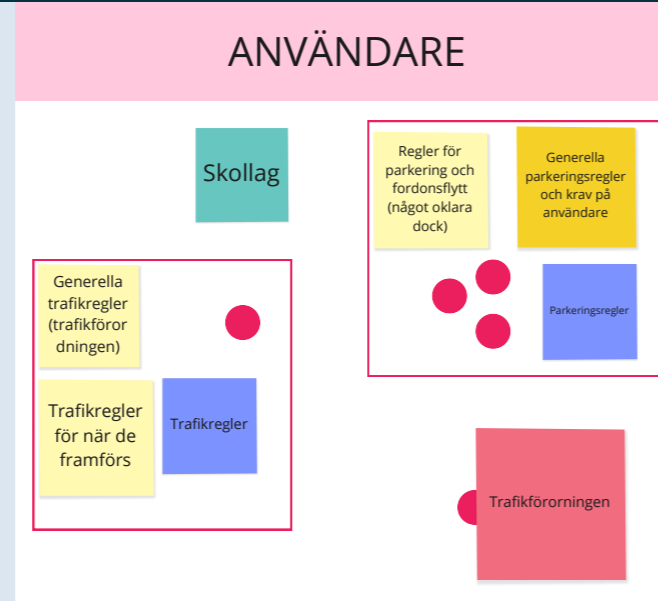 ANVÄNDARE
Skollag
Regler för
parkering och
fordonsflytt
(något oklara
dock)
Generella
parkeringsregler
och krav på
användare
Parkeringsregler
Generella
trafikregler
(trafikföror
dningen)
Trafikregler
för när de
framförs
Trafikregler
Trafikförorningen